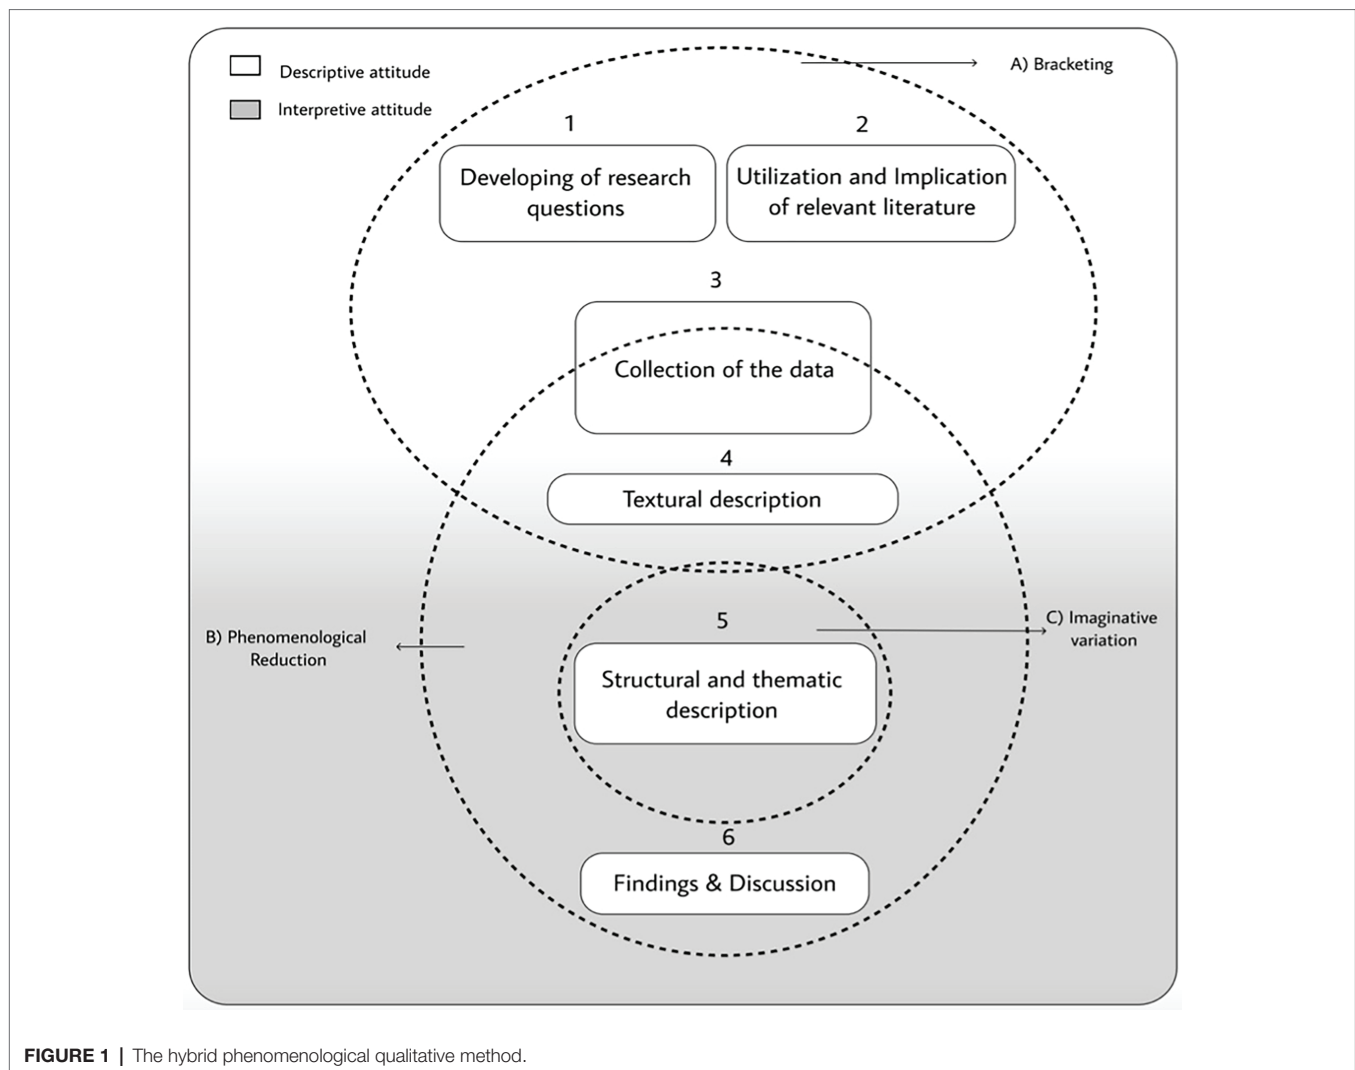 Descriptive attitude
Interpretive attitude
A) Bracketing
1
2
Developing of research
questions
Utilization and Implication
of relevant literature
3
Collection of the data
4
Textural description
5
C) Imaginative
variation
B) Phenomenological
Reduction
Structural and thematic
description
6
Findings & Discussion
FIGURE 1 | The hybrid phenomenological qualitative method.